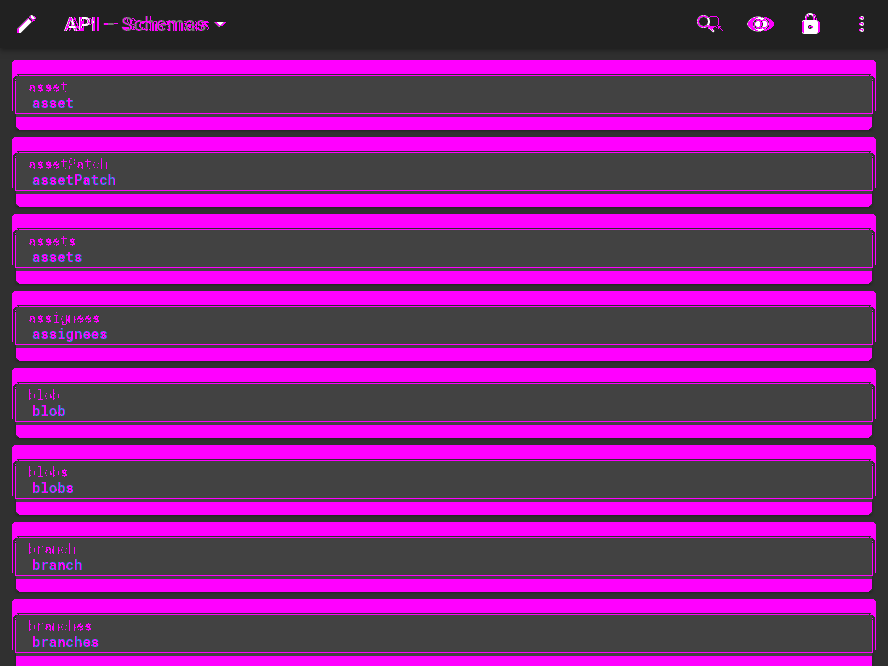 API – Schemas
asset
asset
assetPatch
assetPatch
assets
assets
assignees
assignees
blob
blob
blobs
blobs
branch
branch
branches
branches